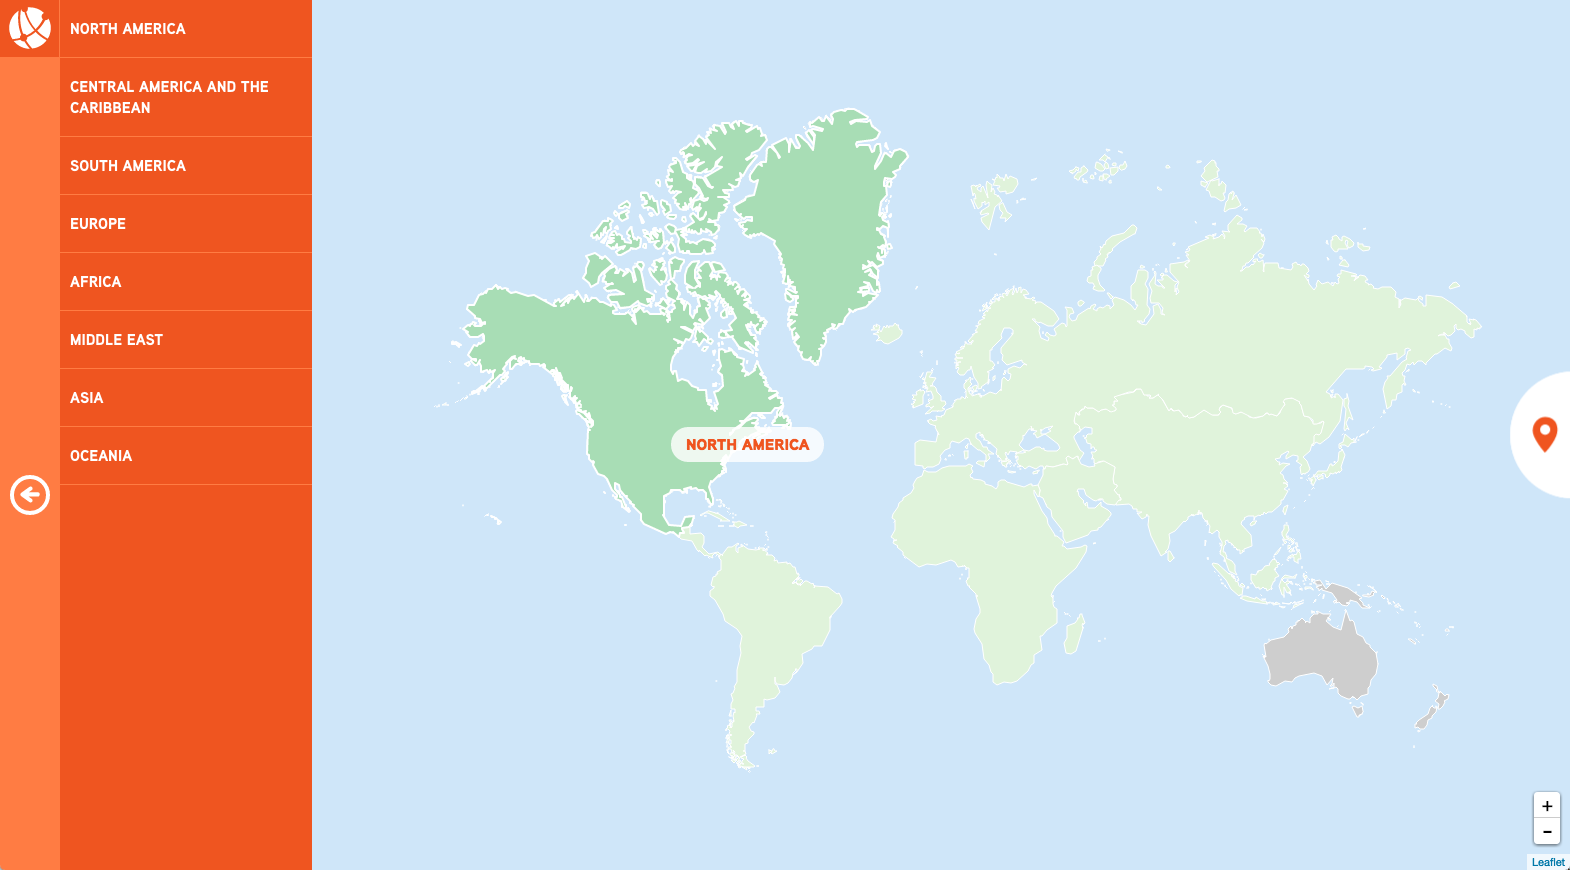 NORTH AMERICA
CENTRAL AMERICA AND THE
CARIBBEAN
SOUTH AMERICA
EUROPE
AFRICA
MIDDLE EAST
ASIA
OCEANIA
NORTH AMERICA
+
-
Leaflet